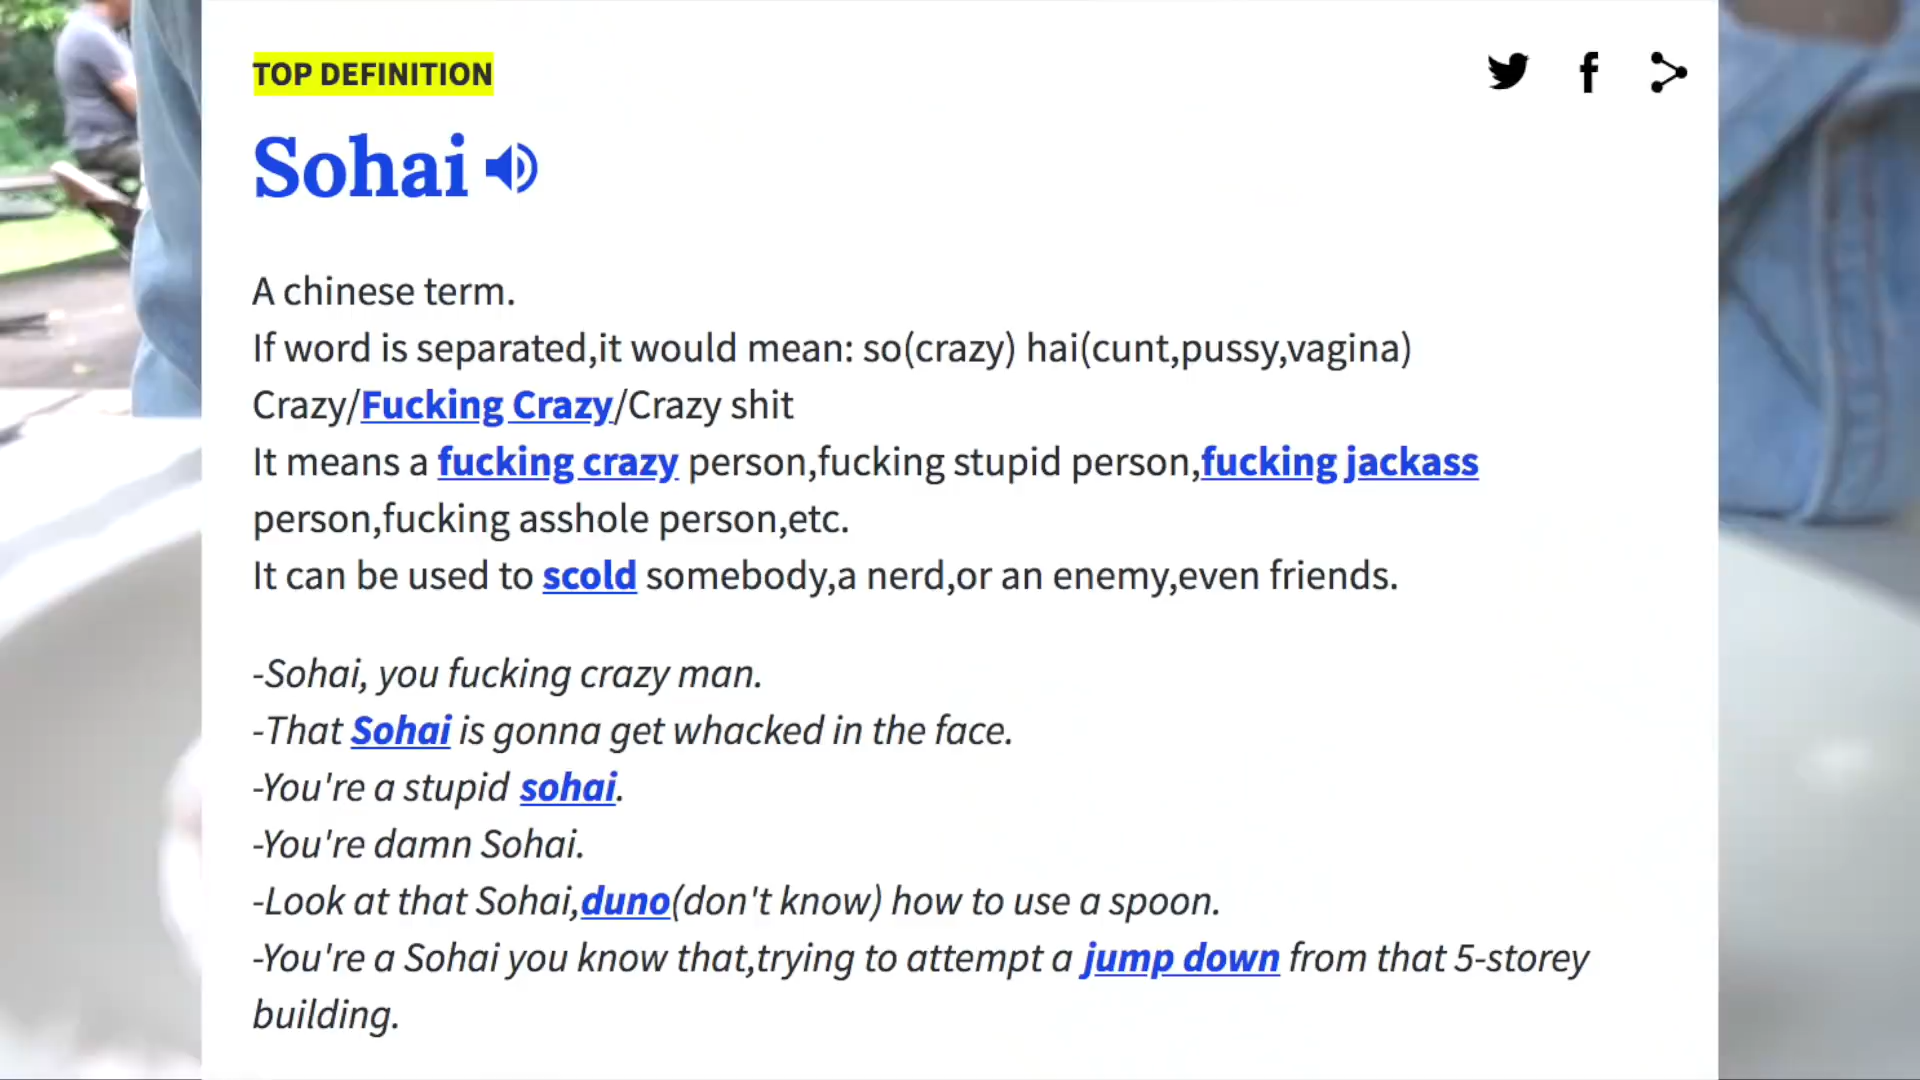 TOP DEFINITION
Sohai
A chinese term.
If word is separated,it would mean: so(crazy) hai(cunt,pussy,vagina)
Crazy/Fucking Crazy/Crazy shit
It means a fucking crazy person,fucking stupid person,fucking jackass
person,fucking asshole person,etc.
It can be used to scold somebody,a nerd,or an enemy,even friends.
-Sohai, you fucking crazy man.
-That Sohai is gonna get whacked in the face.
-You're a stupid sohai.
-You're damn Sohai.
-Look at that Sohai,duno(don't know) how to use a spoon.
-You're a Sohai you know that,trying to attempt a jump down from that 5-storey
building.